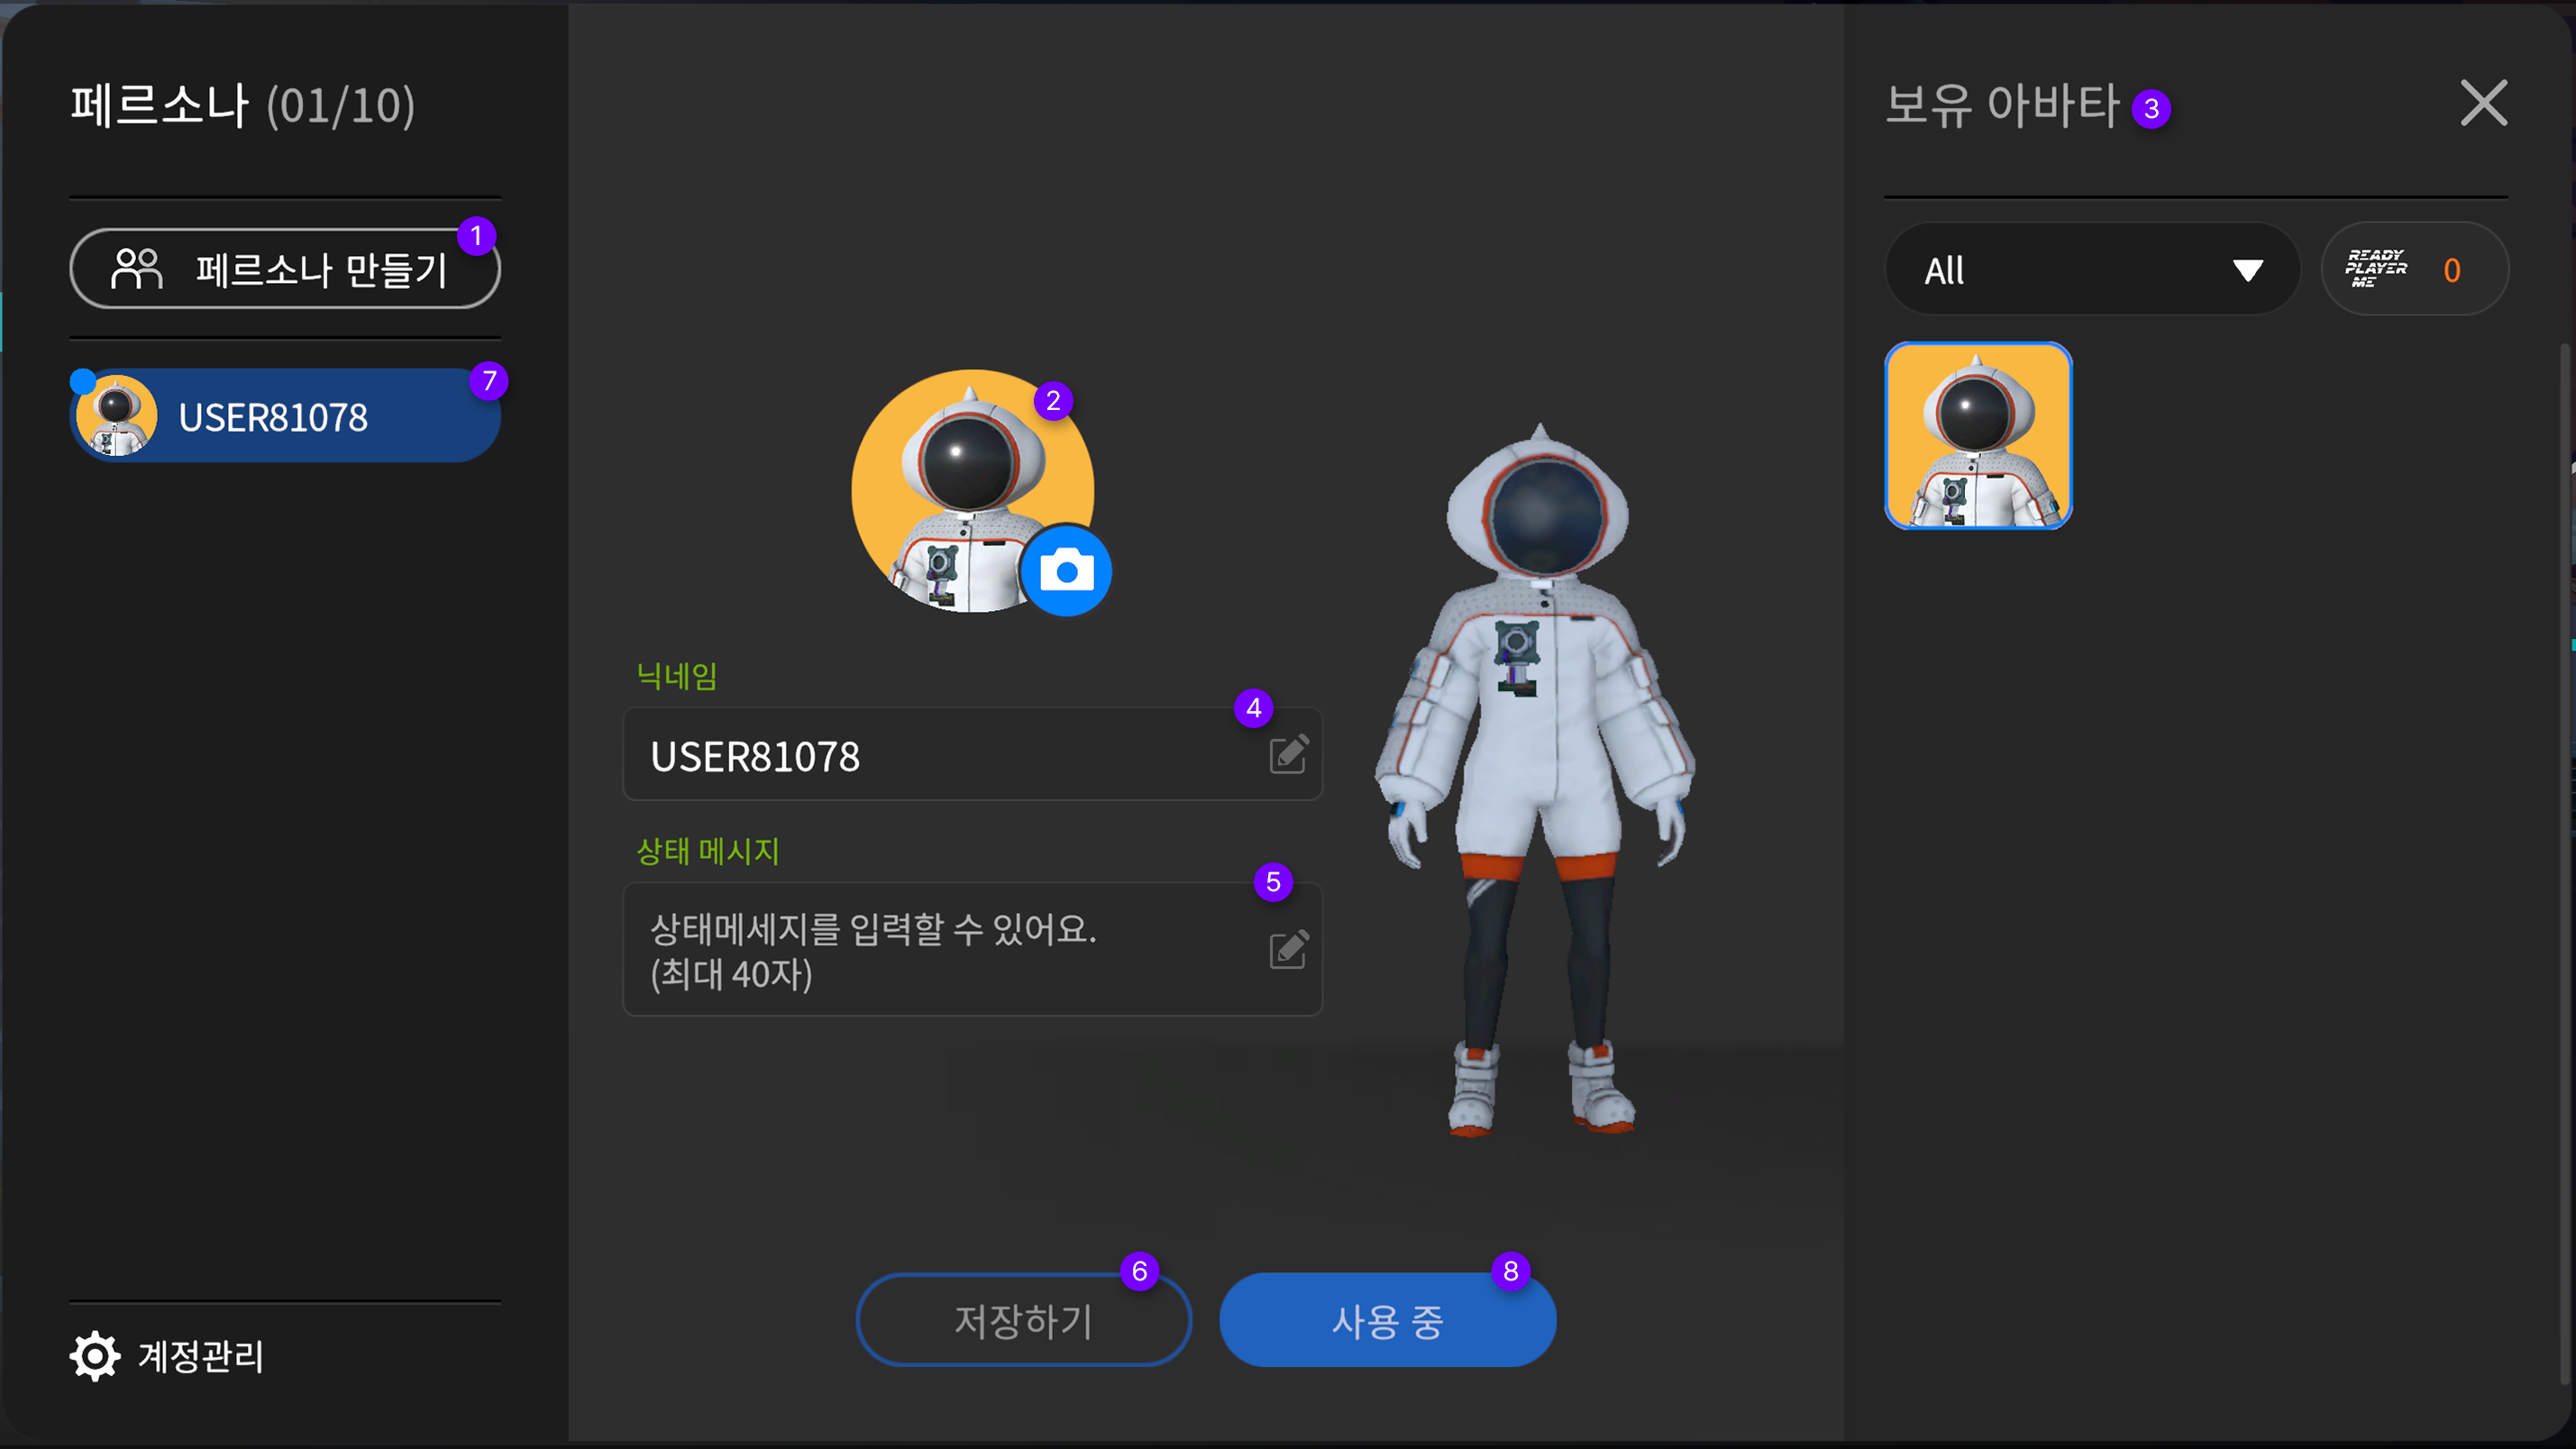 페르소나 (01/10)
1
페르소나 만들기
7
USER81078
계정관리
2
닉네임
4
USER81078
상태 메시지
5
상태메세지를 입력할 수 있어요.
(최대 40자)
6
저장하기
8
사용 중
보유 아바타 3
All
READY
PLAYER
ME
0